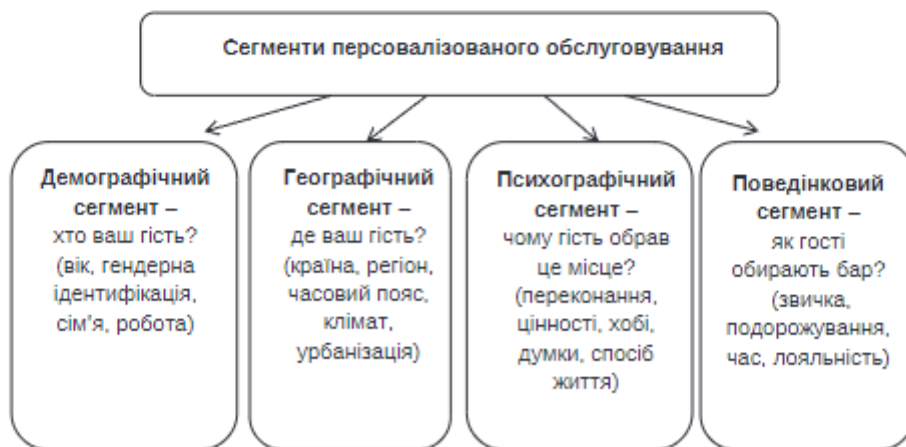 Сегменти персовалізованого обслуговування
Демографічний
сегмент –
хто ваш гість?
(вік, гендерна
ідентифікація,
сім'я, робота)
Географічний
сегмент –
де ваш гість?
(країна, регіон,
часовий пояс,
клімат,
урбанізація)
Психографічний
сегмент –
чому гість обрав
це місце?
(переконання,
цінності, хобі,
думки, спосіб
життя)
Поведінковий
сегмент –
як гості
обирають бар?
(звичка,
подорожування,
час, лояльність)